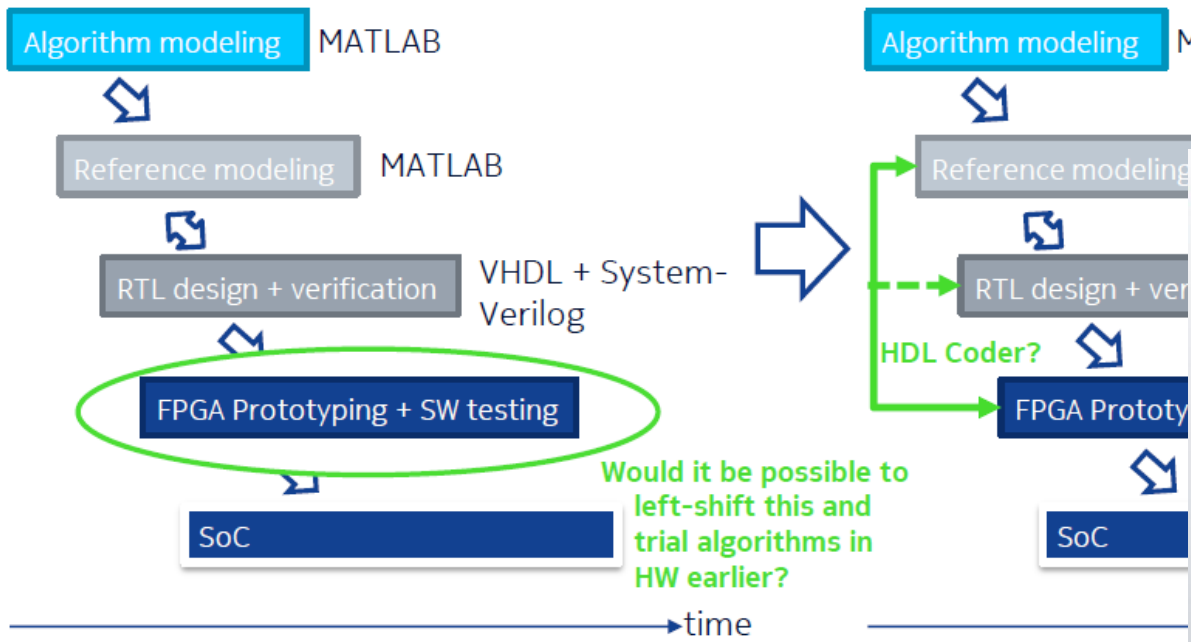 Algorithm modeling
MATLAB
Reference modeling
MATLAB
RTL design + verification
VHDL + System-
Verilog
FPGA Prototyping + SW testing
Would it be possible to
left-shift this and
trial algorithms in
HW earlier?
SoC
time
Algorithm modeling
Reference modeling
RTL design +
HDL Coder?
FPGA
SoC